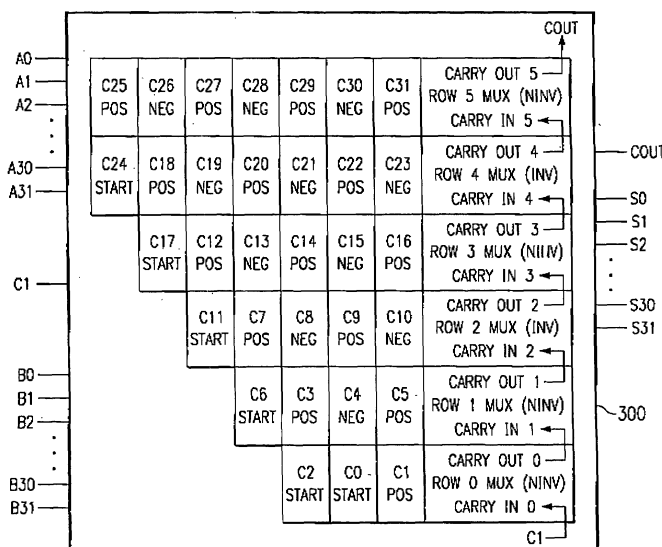 COUT
A0
A1
A2
A30
A31
C1
B0
B1
B2
B30
B31
C25 POS
C26 NEG
C27 POS
C28 NEG
C29 POS
C30 NEG
C31 POS
CARRY OUT 5
ROW 5 MUX (NINV)
CARRY IN 5
C24 START
C18 POS
C19 NEG
C20 POS
C21 NEG
C22 POS
C23 NEG
CARRY OUT 4
ROW 4 MUX (INV)
CARRY IN 4
C17 START
C12 POS
C13 NEG
C14 POS
C15 NEG
C16 POS
CARRY OUT 3
ROW 3 MUX (NINV)
CARRY IN 3
C11 START
C7 POS
C8 NEG
C9 POS
C10 NEG
CARRY OUT 2
ROW 2 MUX (INV)
CARRY IN 2
C6 START
C3 POS
C4 NEG
C5 POS
CARRY OUT 1
ROW 1 MUX (NINV)
CARRY IN 1
C2 START
C0 START
C1 POS
CARRY OUT 0
ROW 0 MUX (NINV)
CARRY IN 0
C1
COUT
S0
S1
S2
S30
S31
300